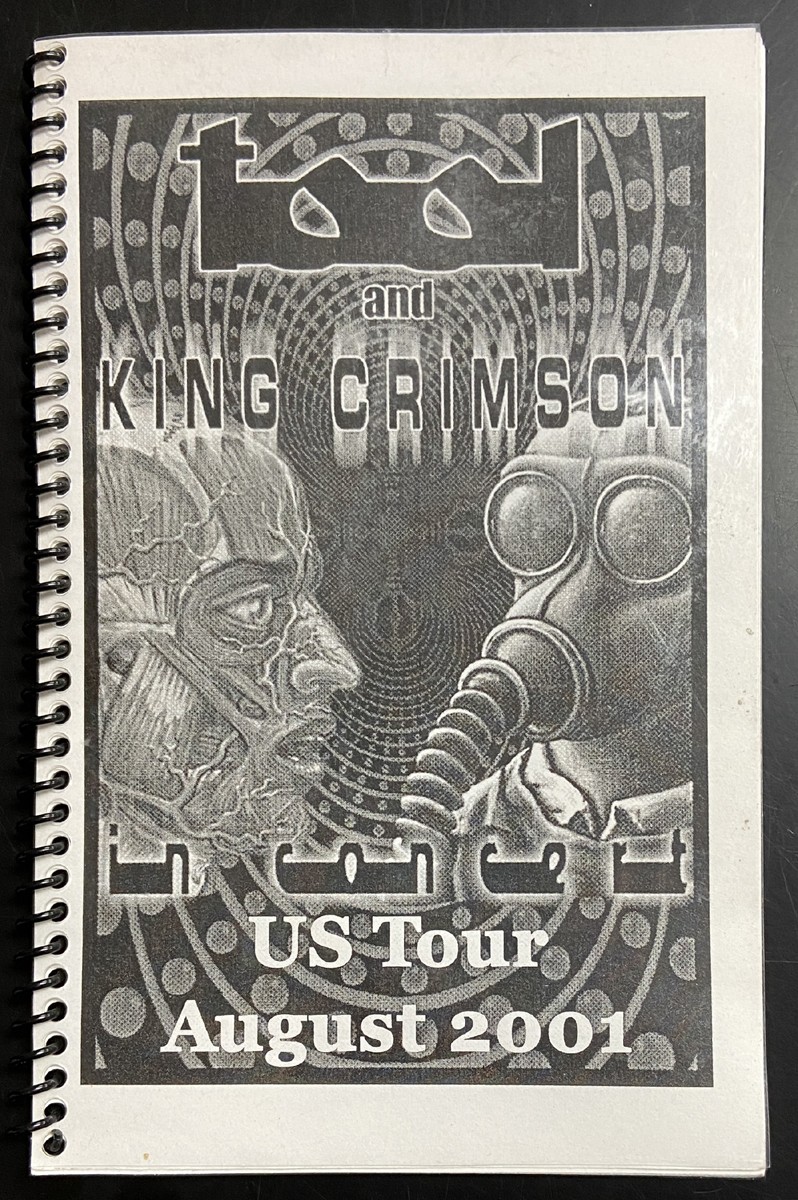 tool
and
KING CRIMSON
in concert
US Tour
August 2001